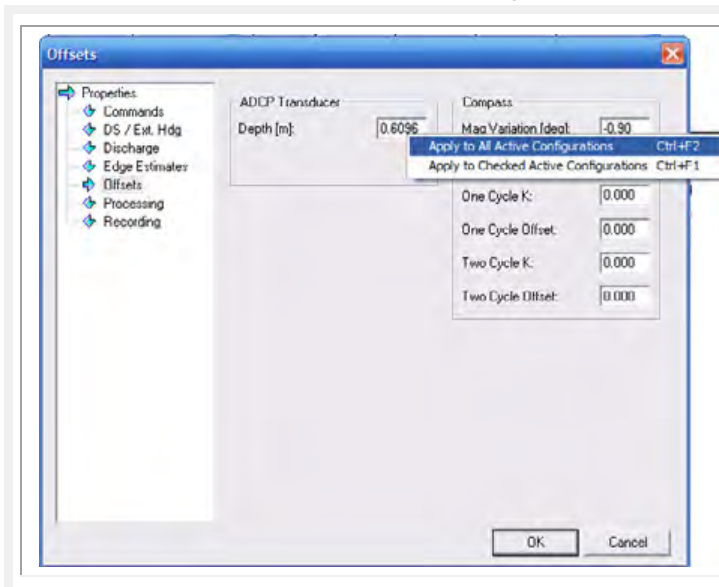 Offsets
Properties
Commands
DS / Ext. Hdg
Discharge
Edge Estimates
Offsets
Processing
Recording
ADCP Transducer
Depth [m]: 0.6096
Compass
Mag Variation [deg]: -0.90
Apply to All Active Configurations Ctrl+F2
Apply to Checked Active Configurations Ctrl+F1
One Cycle K: 0.000
One Cycle Offset: 0.000
Two Cycle K: 0.000
Two Cycle Offset: 0.000
OK Cancel